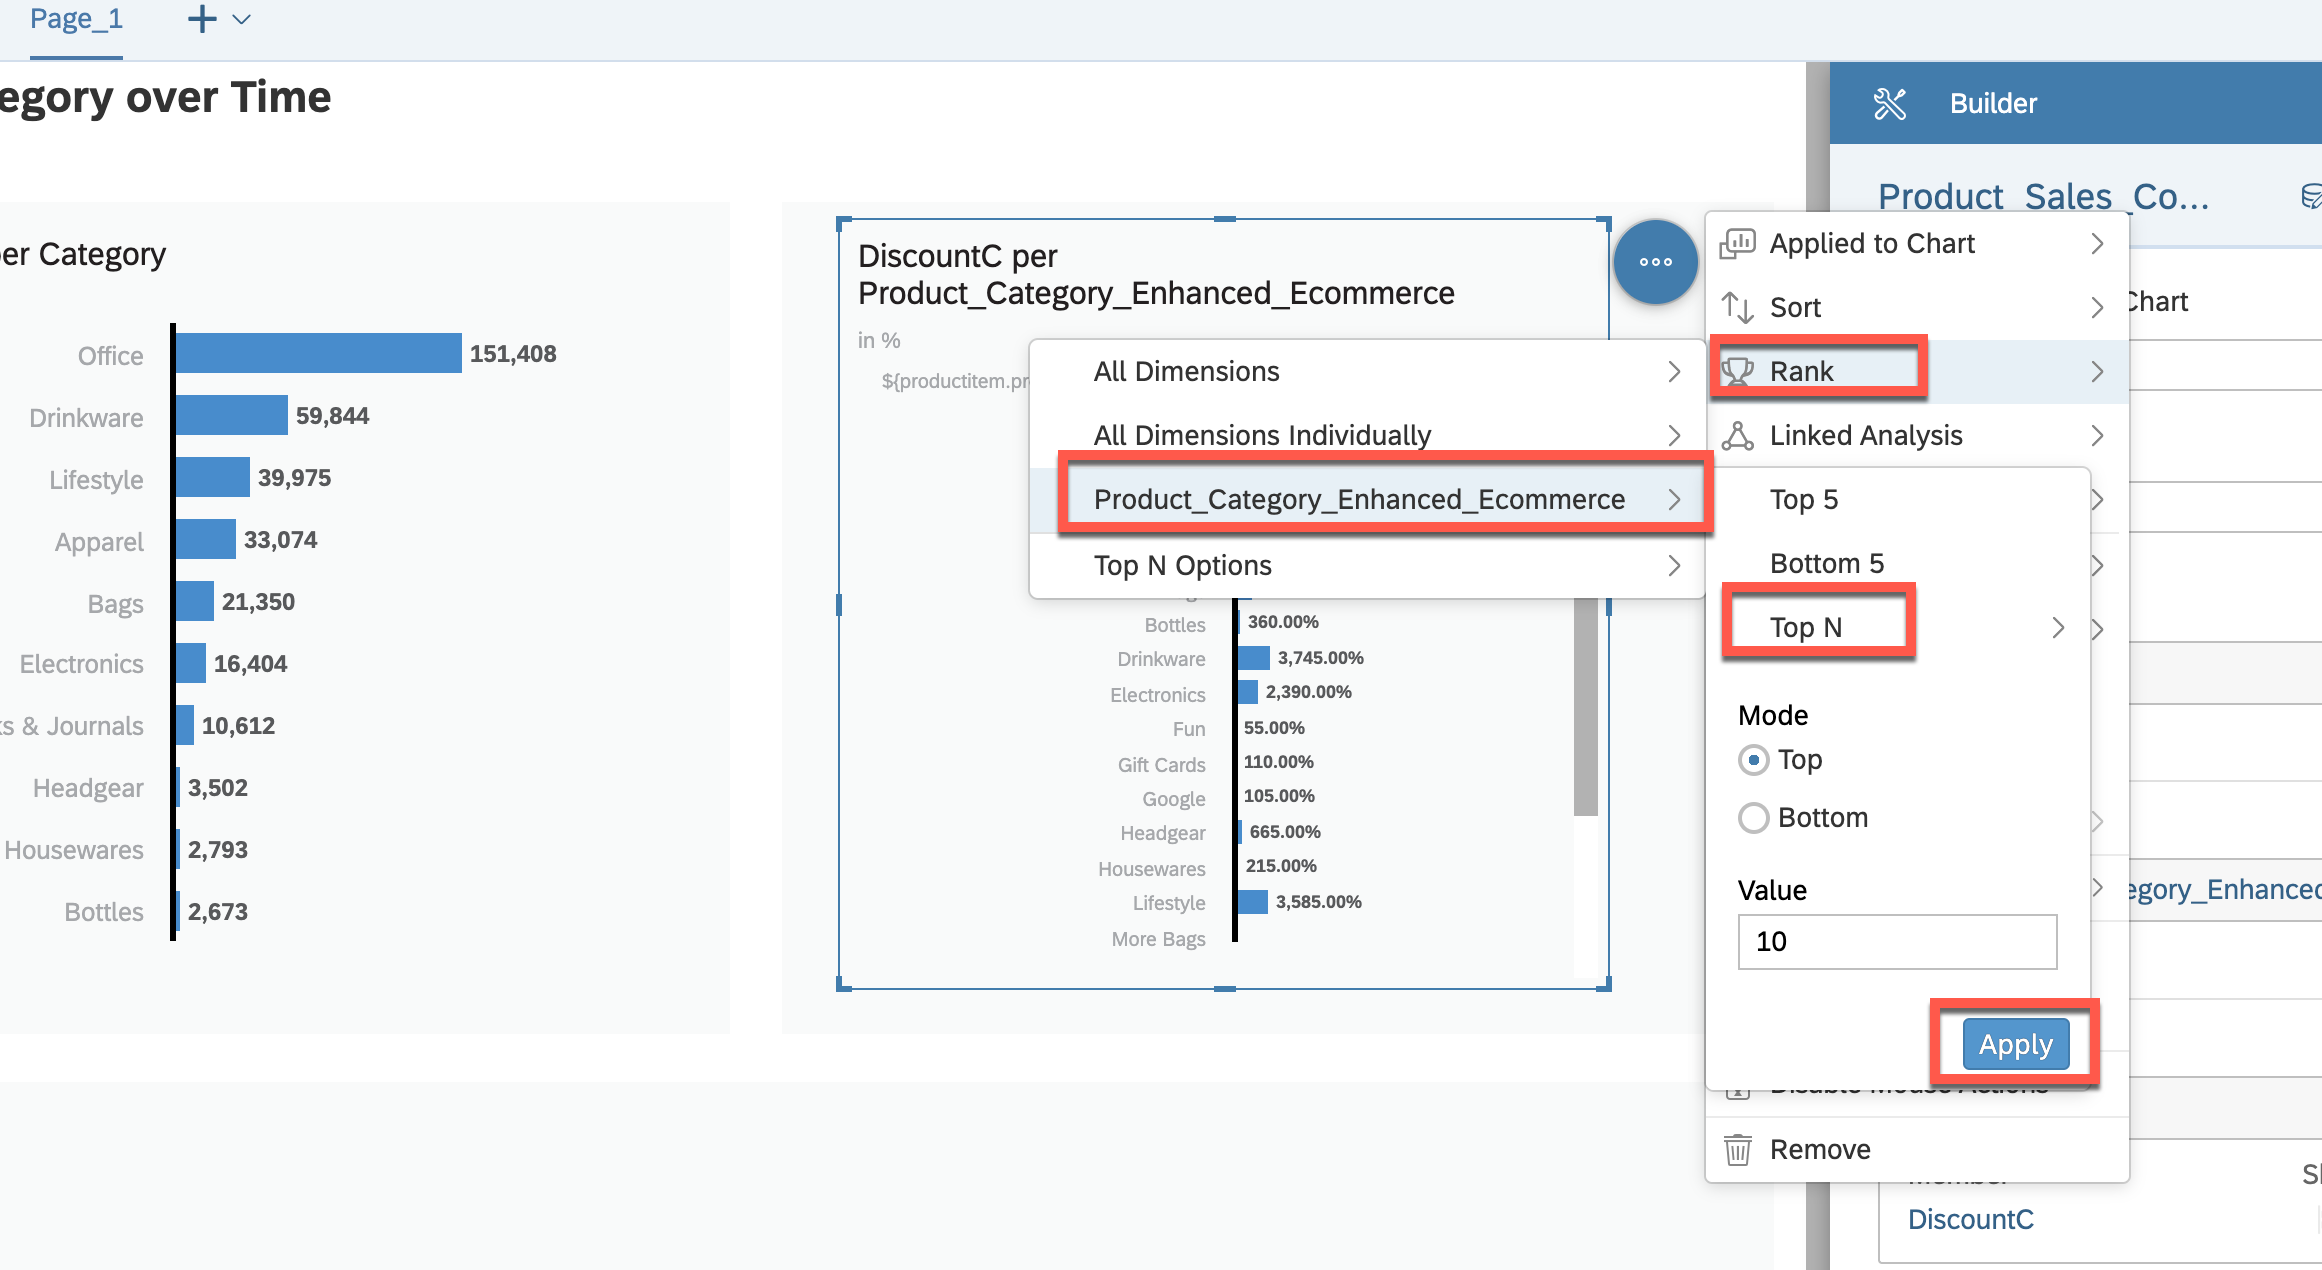 Page_1
egory over Time
er Category
Office 151,408
Drinkware 59,844
Lifestyle 39,975
Apparel 33,074
Bags 21,350
Electronics 16,404
s & Journals 10,612
Headgear 3,502
Housewares 2,793
Bottles 2,673
DiscountC per
Product_Category_Enhanced_Ecommerce
in %
${productitem.pr
Bottles 360.00%
Drinkware 3,745.00%
Electronics 2,390.00%
Fun 55.00%
Gift Cards 110.00%
Google 105.00%
Headgear 665.00%
Housewares 215.00%
Lifestyle 3,585.00%
More Bags
All Dimensions
All Dimensions Individually
Product_Category_Enhanced_Ecommerce
Top N Options
Applied to Chart
Sort
Rank
Linked Analysis
Top 5
Bottom 5
Top N
Mode
Top
Bottom
Value
10
Apply
Disable Mouse Actions
Remove
Builder
Product_Sales_Co...
Chart
egory_Enhanced
Member
DiscountC